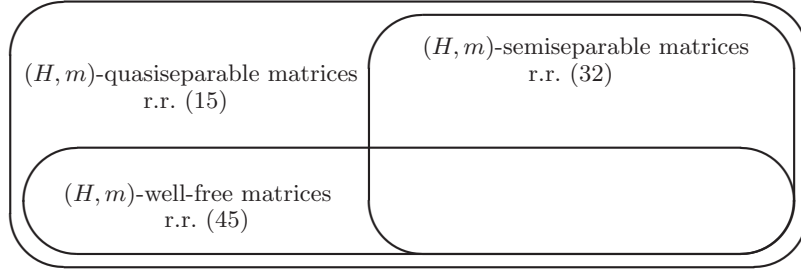 (H, m)-semiseparable matrices
r.r. (32)
(H, m)-quasiseparable matrices
r.r. (15)
(H, m)-well-free matrices
r.r. (45)